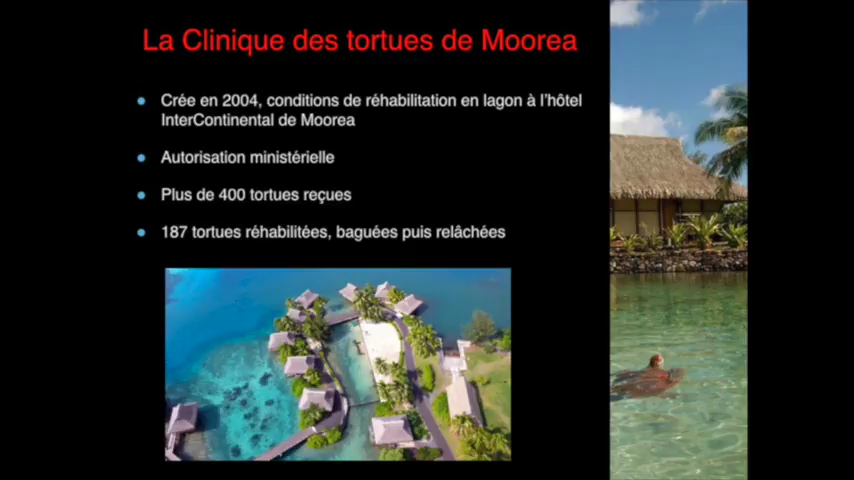 La Clinique des tortues de Moorea
Crée en 2004, conditions de réhabilitation en lagon à l'hôtel
InterContinental de Moorea
Autorisation ministérielle
Plus de 400 tortues reçues
187 tortues réhabilitées, baguées puis relâchées